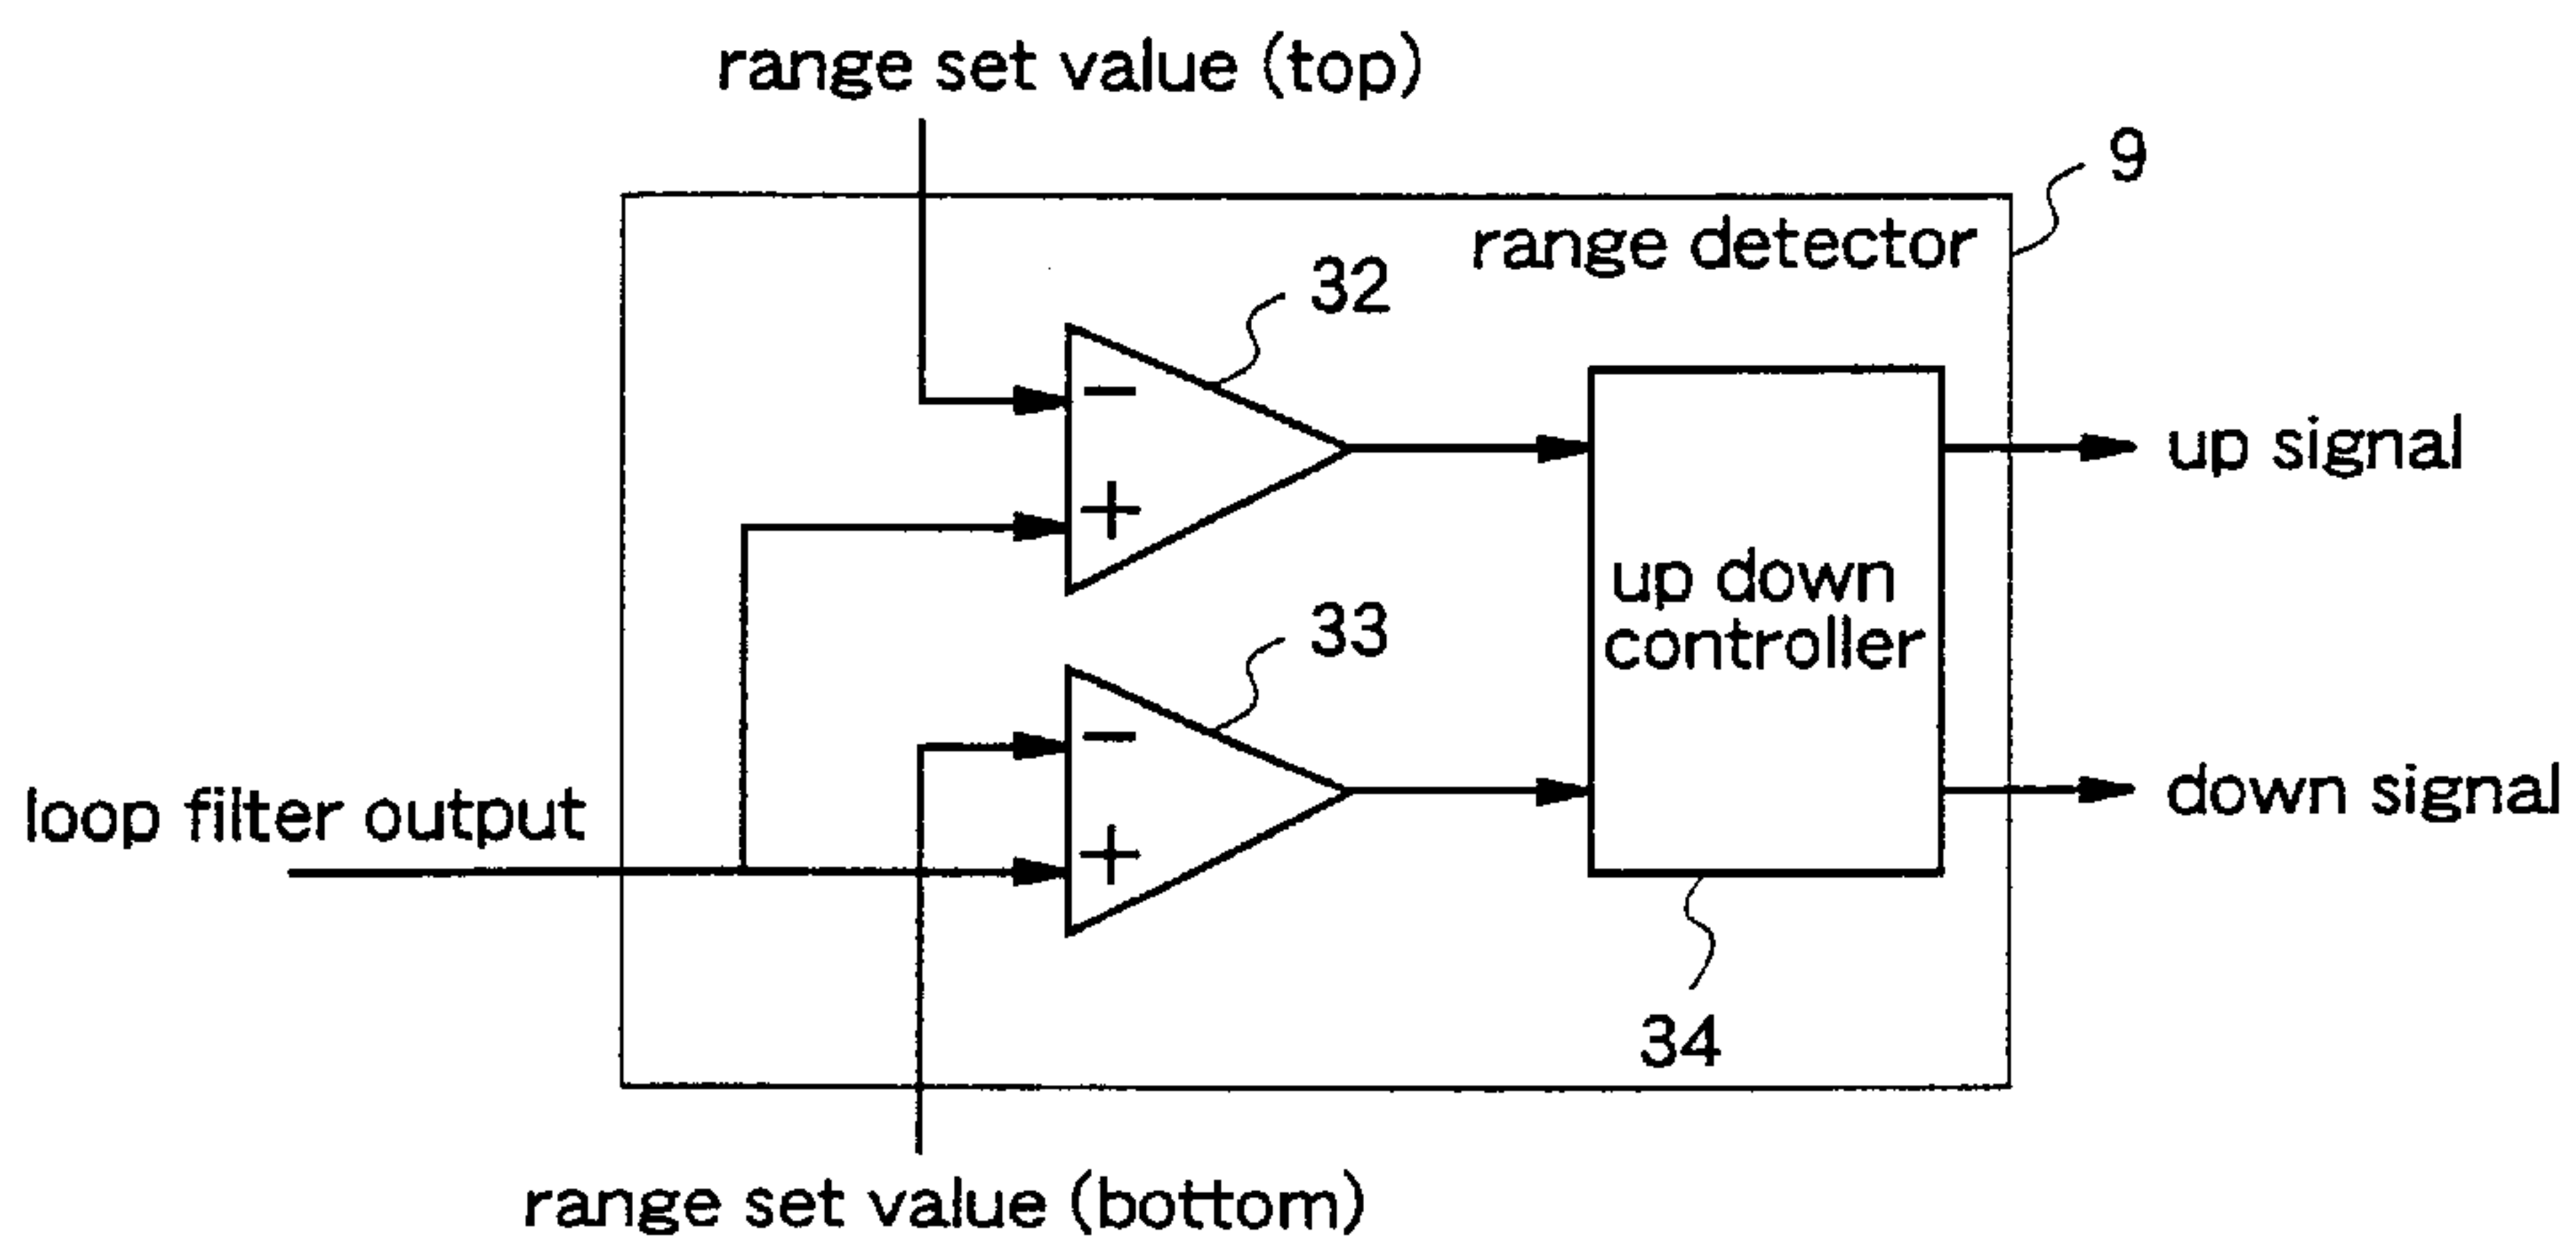 range set value (top)
9
range detector
32
−
+
up signal
up down
controller
33
−
+
loop filter output
down signal
34
range set value (bottom)